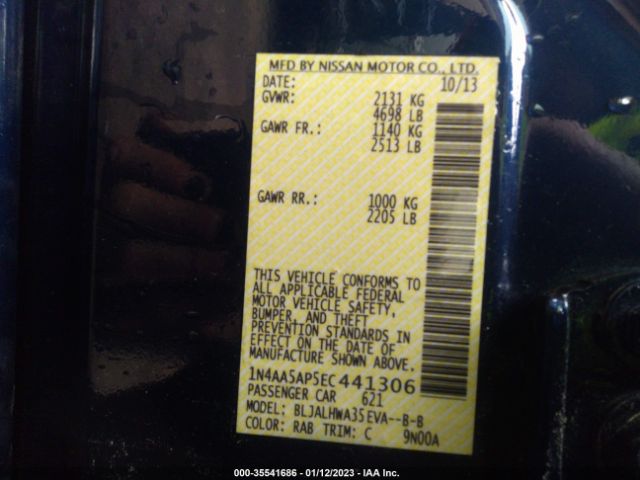 MFD BY NISSAN MOTOR CO., LTD.
DATE: 10/13
GVWR: 2131 KG
4698 LB
GAWR FR.: 1140 KG
2513 LB
GAWR RR.: 1000 KG
2205 LB
THIS VEHICLE CONFORMS TO
ALL APPLICABLE FEDERAL
MOTOR VEHICLE SAFETY,
BUMPER, AND THEFT
PREVENTION STANDARDS IN
EFFECT ON THE DATE OF
MANUFACTURE SHOWN ABOVE.
1N4AA5AP5EC441306
PASSENGER CAR 621
MODEL: BLJALHWA35EVA--B-B
COLOR: RAB TRIM: C 9N00A
000-35541686 - 01/12/2023 - IAA Inc.